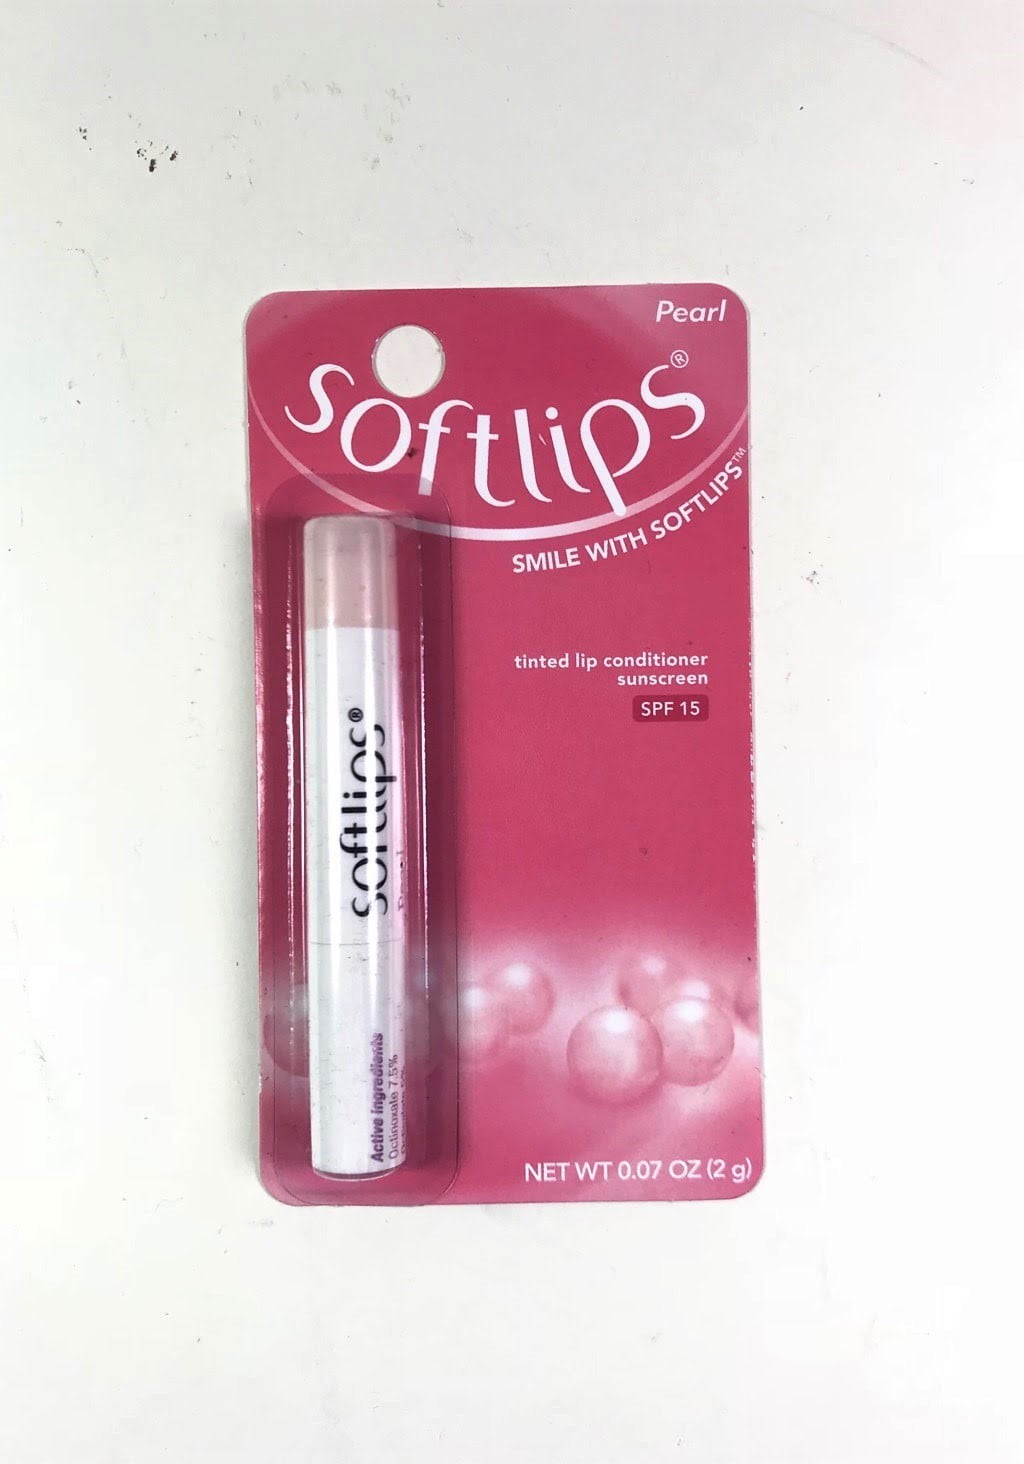 Pearl
softlips®
SMILE WITH SOFTLIPS™
tinted lip conditioner
sunscreen
SPF 15
NET WT 0.07 OZ (2 g)
softlips®
Pearl
Active ingredients
Octinoxate 7.5%